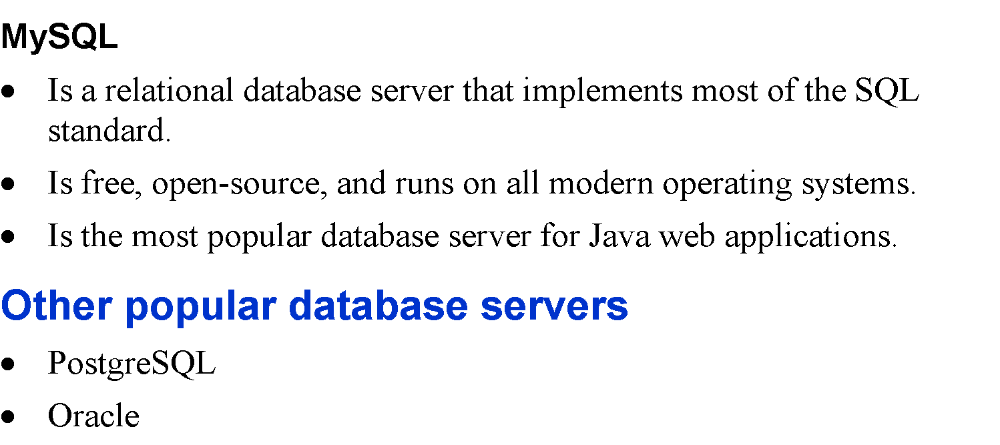 MySQL
• Is a relational database server that implements most of the SQL
standard.
• Is free, open-source, and runs on all modern operating systems.
• Is the most popular database server for Java web applications.
Other popular database servers
• PostgreSQL
• Oracle